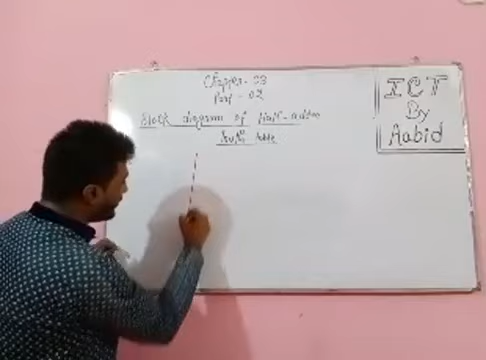 Chapter - 03
Part - 02
Block diagram of Half-adder
Truth table
ICT
By
Aabid